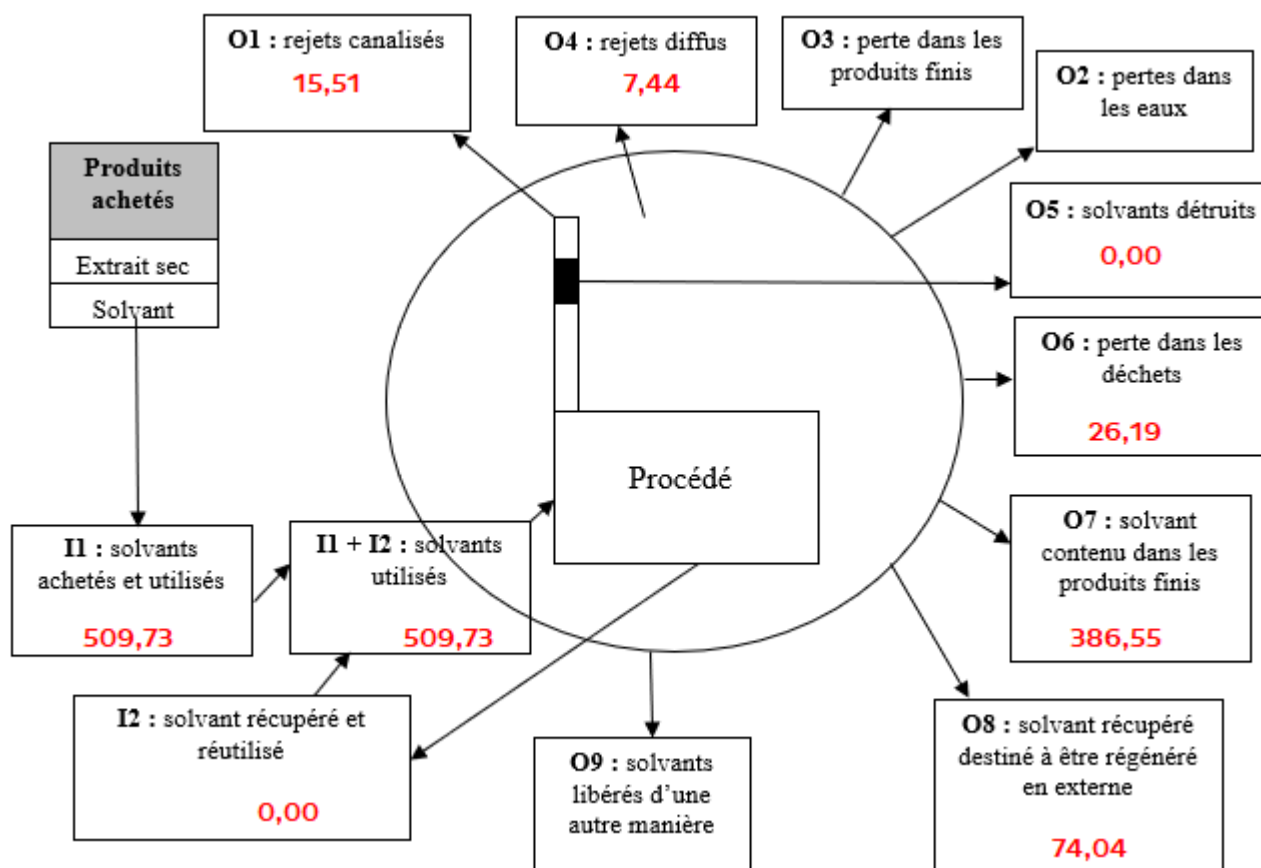 O1 : rejets canalisés
15,51
O4 : rejets diffus
7,44
O3 : perte dans les
produits finis
O2 : pertes dans
les eaux
Produits
achetés
Extrait sec
Solvant
O5 : solvants détruits
0,00
O6 : perte dans les
déchets
26,19
Procédé
I1 : solvants
achetés et utilisés
509,73
I1 + I2 : solvants
utilisés
509,73
O7 : solvant
contenu dans les
produits finis
386,55
I2 : solvant récupéré et
réutilisé
0,00
O9 : solvants
libérés d’une
autre manière
O8 : solvant récupéré
destiné à être régénéré
en externe
74,04